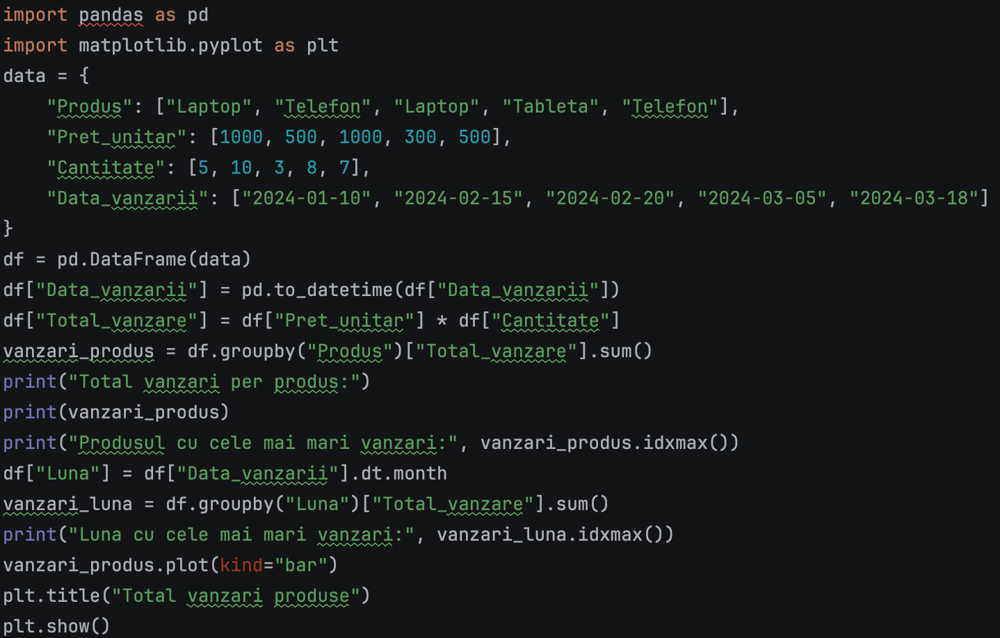 import pandas as pd
import matplotlib.pyplot as plt
data = {
    "Produs": ["Laptop", "Telefon", "Laptop", "Tableta", "Telefon"],
    "Pret_unitar": [1000, 500, 1000, 300, 500],
    "Cantitate": [5, 10, 3, 8, 7],
    "Data_vanzarii": ["2024-01-10", "2024-02-15", "2024-02-20", "2024-03-05", "2024-03-18"]
}
df = pd.DataFrame(data)
df["Data_vanzarii"] = pd.to_datetime(df["Data_vanzarii"])
df["Total_vanzare"] = df["Pret_unitar"] * df["Cantitate"]
vanzari_produs = df.groupby("Produs")["Total_vanzare"].sum()
print("Total vanzari per produs:")
print(vanzari_produs)
print("Produsul cu cele mai mari vanzari:", vanzari_produs.idxmax())
df["Luna"] = df["Data_vanzarii"].dt.month
vanzari_luna = df.groupby("Luna")["Total_vanzare"].sum()
print("Luna cu cele mai mari vanzari:", vanzari_luna.idxmax())
vanzari_produs.plot(kind="bar")
plt.title("Total vanzari produse")
plt.show()